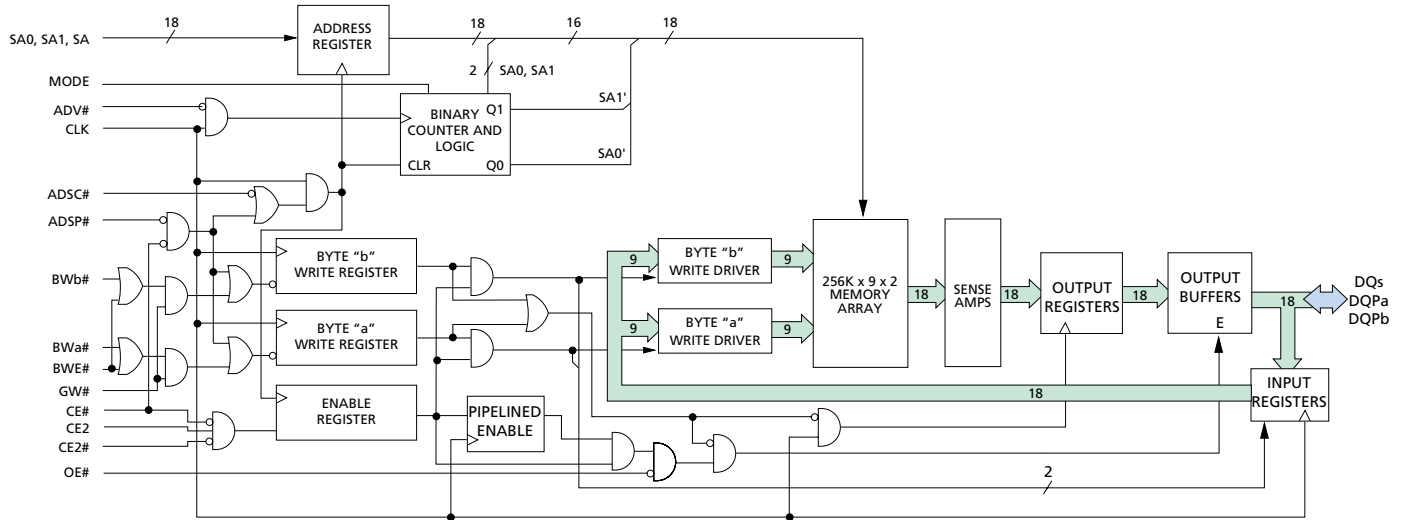 18
SA0, SA1, SA
ADDRESS
REGISTER
18
16
18
2
SA0, SA1
MODE
ADV#
CLK
BINARY
COUNTER AND
LOGIC
Q1
CLR
Q0
SA1'
SA0'
ADSC#
ADSP#
BYTE “b”
WRITE REGISTER
BWb#
BYTE “a”
WRITE REGISTER
BWa#
BWE#
GW#
CE#
CE2
CE2#
OE#
ENABLE
REGISTER
PIPELINED
ENABLE
9
BYTE “b”
WRITE DRIVER
9
9
BYTE “a”
WRITE DRIVER
9
256K x 9 x 2
MEMORY
ARRAY
18
SENSE
AMPS
18
OUTPUT
REGISTERS
18
OUTPUT
BUFFERS
E
18
DQs
DQPa
DQPb
INPUT
REGISTERS
18
2